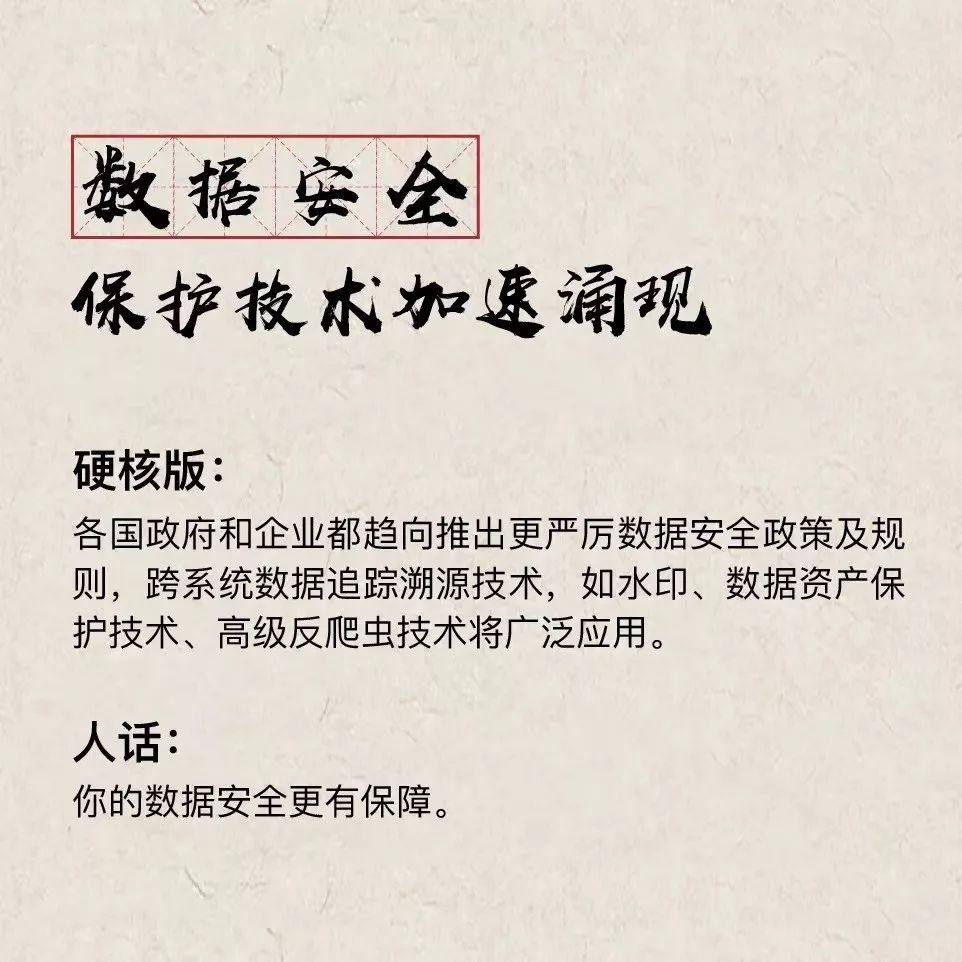 数据安全
保护技术加速涌现
硬核版：
各国政府和企业都趋向推出更严厉数据安全政策及规
则，跨系统数据追踪溯源技术，如水印、数据资产保
护技术、高级反爬虫技术将广泛应用。
人话：
你的数据安全更有保障。